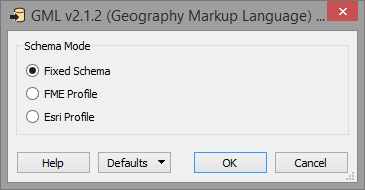 GML v2.1.2 (Geography Markup Language) ...
Schema Mode
Fixed Schema
FME Profile
Esri Profile
Help Defaults OK Cancel